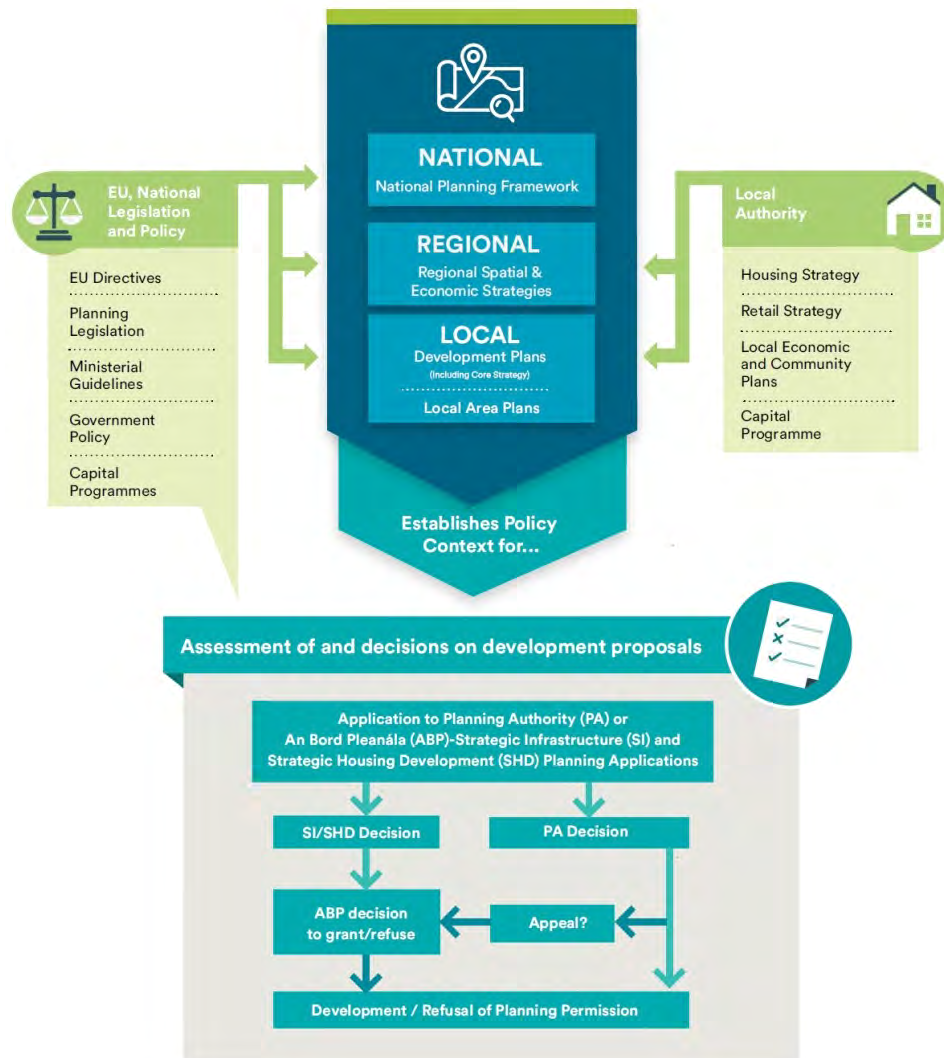 NATIONAL
National Planning Framework
EU, National
Legislation
and Policy
EU Directives
Planning
Legislation
Ministerial
Guidelines
Government
Policy
Capital
Programmes
REGIONAL
Regional Spatial &
Economic Strategies
LOCAL
Development Plans
(Including Core Strategy)
Local Area Plans
Local
Authority
Housing Strategy
Retail Strategy
Local Economic
and Community
Plans
Capital
Programme
Establishes Policy
Context for...
Assessment of and decisions on development proposals
Application to Planning Authority (PA) or
An Bord Pleanála (ABP)-Strategic Infrastructure (SI) and
Strategic Housing Development (SHD) Planning Applications
SI/SHD Decision
PA Decision
ABP decision
to grant/refuse
Appeal?
Development / Refusal of Planning Permission